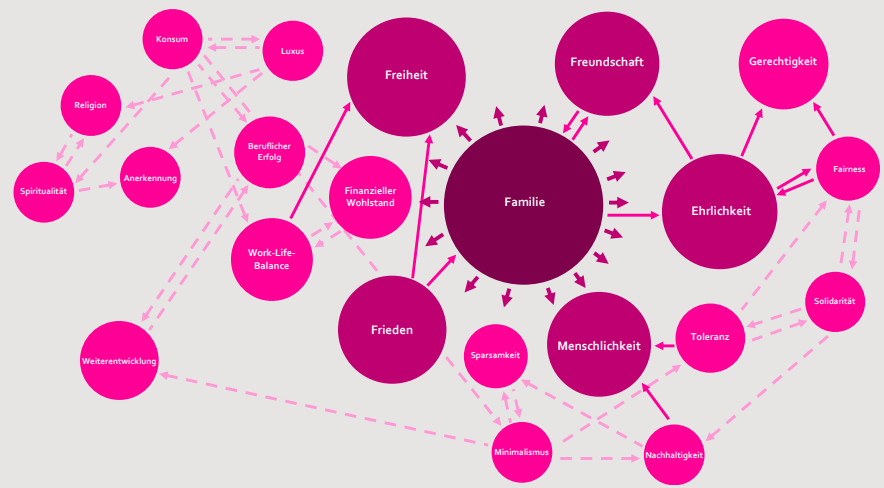 Konsum
Luxus
Freiheit
Freundschaft
Gerechtigkeit
Religion
Beruflicher
Erfolg
Anerkennung
Spiritualität
Finanzieller
Wohlstand
Familie
Ehrlichkeit
Fairness
Work-Life-
Balance
Frieden
Solidarität
Toleranz
Menschlichkeit
Sparsamkeit
Weiterentwicklung
Minimalismus
Nachhaltigkeit